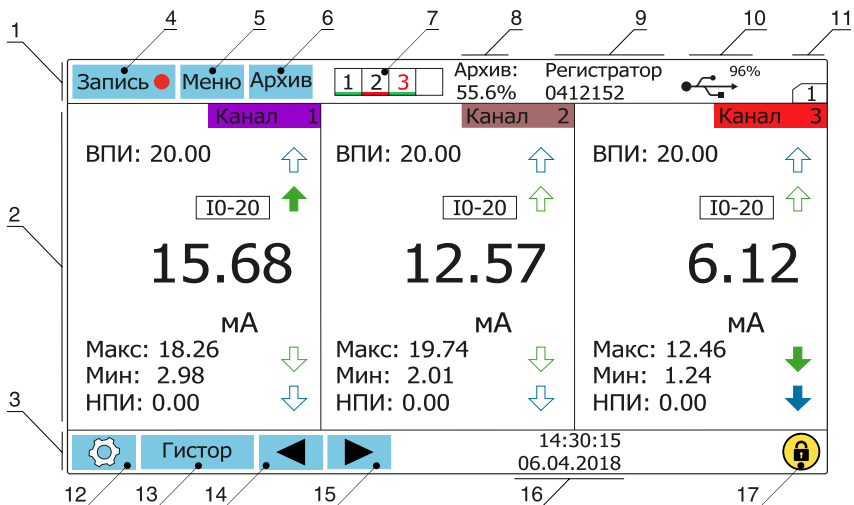 4 5 6 7 8 9 10 11
1
Запись Меню Архив 1 2 3 Архив: Регистратор 96%
55.6% 0412152 1
Канал 1 Канал 2 Канал 3
ВПИ: 20.00 ВПИ: 20.00 ВПИ: 20.00
I0-20 I0-20 I0-20
2
15.68 12.57 6.12
мА мА мА
Макс: 18.26 Макс: 19.74 Макс: 12.46
Мин: 2.98 Мин: 2.01 Мин: 1.24
НПИ: 0.00 НПИ: 0.00 НПИ: 0.00
3
Гистор 14:30:15
06.04.2018
12 13 14 15 16 17